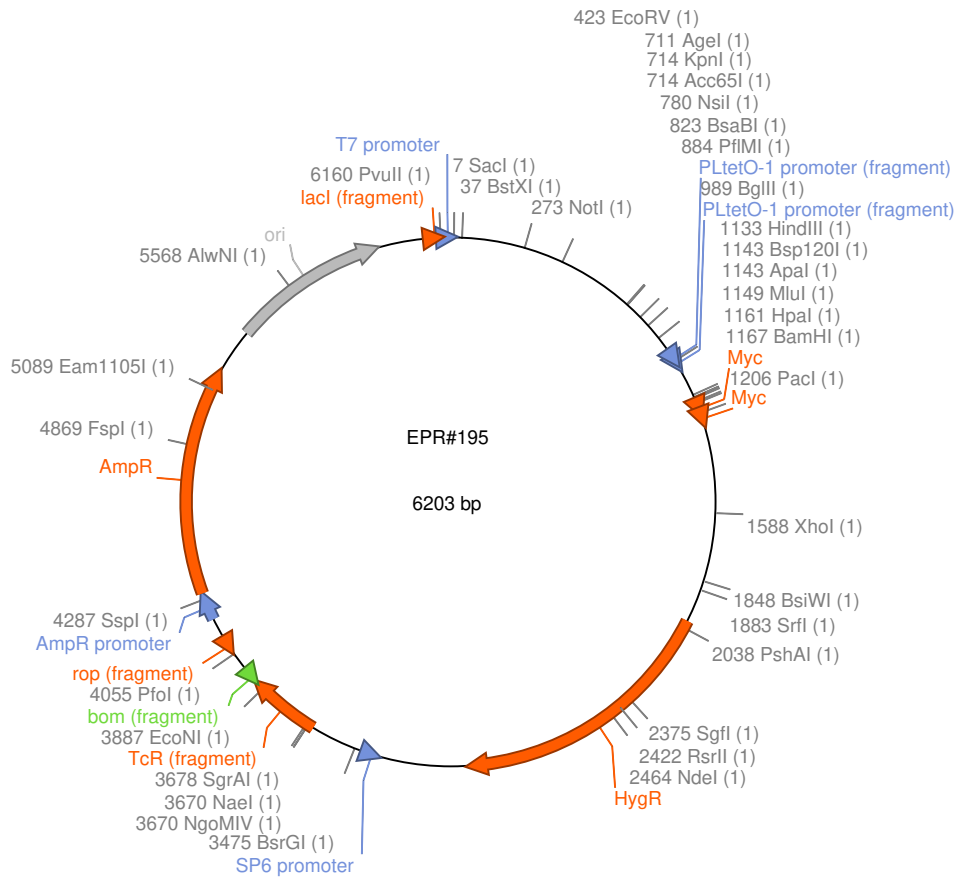 423 EcoRV (1)
711 AgeI (1)
714 KpnI (1)
714 Acc65I (1)
780 NsiI (1)
823 BsaBI (1)
884 PflMI (1)
PLtetO-1 promoter (fragment)
989 BglII (1)
PLtetO-1 promoter (fragment)
1133 HindIII (1)
1143 Bsp120I (1)
1143 ApaI (1)
1149 MluI (1)
1161 HpaI (1)
1167 BamHI (1)
Myc
1206 PacI (1)
Myc
T7 promoter
7 SacI (1)
6160 PvuII (1)
37 BstXI (1)
lacI (fragment)
273 NotI (1)
ori
5568 AlwNI (1)
5089 Eam1105I (1)
4869 FspI (1)
AmpR
EPR#195
6203 bp
1588 XhoI (1)
1848 BsiWI (1)
1883 SrfI (1)
2038 PshAI (1)
2375 SgfI (1)
2422 RsrII (1)
2464 NdeI (1)
HygR
4287 SspI (1)
AmpR promoter
rop (fragment)
4055 PfoI (1)
bom (fragment)
3887 EcoNI (1)
TcR (fragment)
3678 SgrAI (1)
3670 NaeI (1)
3670 NgoMIV (1)
3475 BsrGI (1)
SP6 promoter